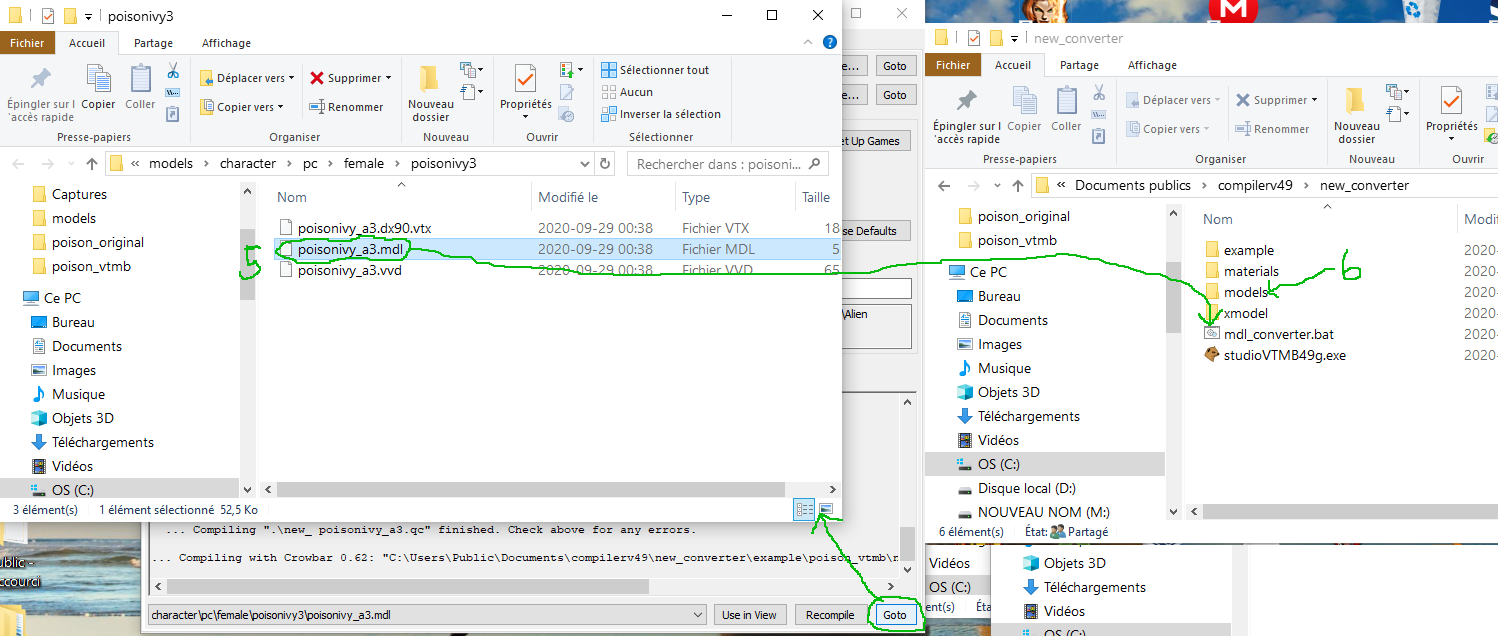 poisonivy3
Fichier Accueil Partage Affichage
Épingler sur l
'accès rapide
Copier
Coller
Déplacer vers
Copier vers
Supprimer
Renommer
Nouveau
dossier
Propriétés
Sélectionner tout
Aucun
Inverser la sélection
Presse-papiers Organiser Nouveau Ouvrir Sélectionner
« models > character > pc > female > poisonivy3
Rechercher dans : poisoni...
Captures
models
poison_original
poison_vtmb
Ce PC
Bureau
Documents
Images
Musique
Objets 3D
Téléchargements
Vidéos
OS (C:)
Nom Modifié le Type Taille
poisonivy_a3.dx90.vtx 2020-09-29 00:38 Fichier VTX 18
poisonivy_a3.mdl 2020-09-29 00:38 Fichier MDL 5
poisonivy_a3.vvd 2020-09-29 00:38 Fichier VVD 65
5
3 élément(s) 1 élément sélectionné 52,5 Ko
e... Goto
e... Goto
et Up Games
se Defaults
\Alien
... Compiling ".\new_ poisonivy_a3.qc" finished. Check above for any errors.
... Compiling with Crowbar 0.62: "C:\Users\Public\Documents\compilerv49\new_converter\example\poison_vtmb\n
character\pc\female\poisonivy3\poisonivy_a3.mdl Use in View Recompile Goto
ublic -
ccourci
M
new_converter
Fichier Accueil Partage Affichage
Épingler sur l
'accès rapide
Copier
Coller
Déplacer vers
Copier vers
Supprimer
Renommer
Nouveau
dossier
Propriétés
Presse-papiers Organiser Nouveau Ouvrir
« Documents publics > compilerv49 > new_converter
poison_original
poison_vtmb
Ce PC
Bureau
Documents
Images
Musique
Objets 3D
Téléchargements
Vidéos
OS (C:)
Disque local (D:)
NOUVEAU NOM (M:)
Nom Modifi
example 2020-
materials 2020-
models 2020-
xmodel 2020-
mdl_converter.bat 2020-
studioVTMB49g.exe 2020-
6
6 élément(s) État: Partagé
Vidéos
OS (C:)
ent(s) Éta
Objets 3D
Téléchargements
Vidéos
OS (C:)